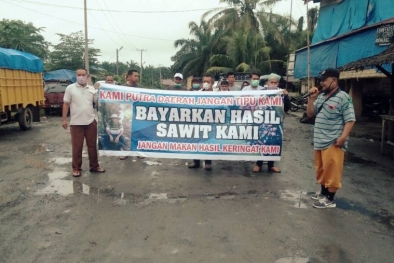 KAMI PUTRA DAERAH JANGAN TIPU KAMI
BAYARKAN HASIL
SAWIT KAMI
JANGAN MAKAN HASIL KERINGAT KAMI